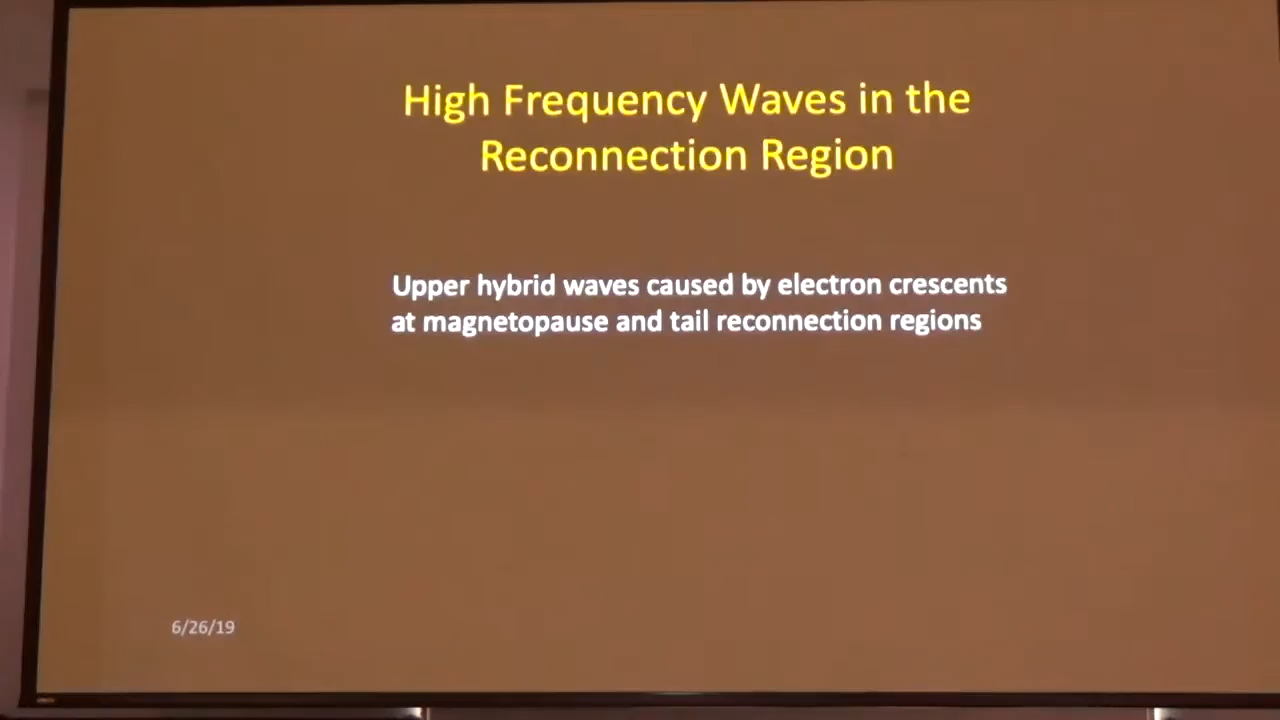 High Frequency Waves in the
Reconnection Region
Upper hybrid waves caused by electron crescents
at magnetopause and tail reconnection regions
6/26/19